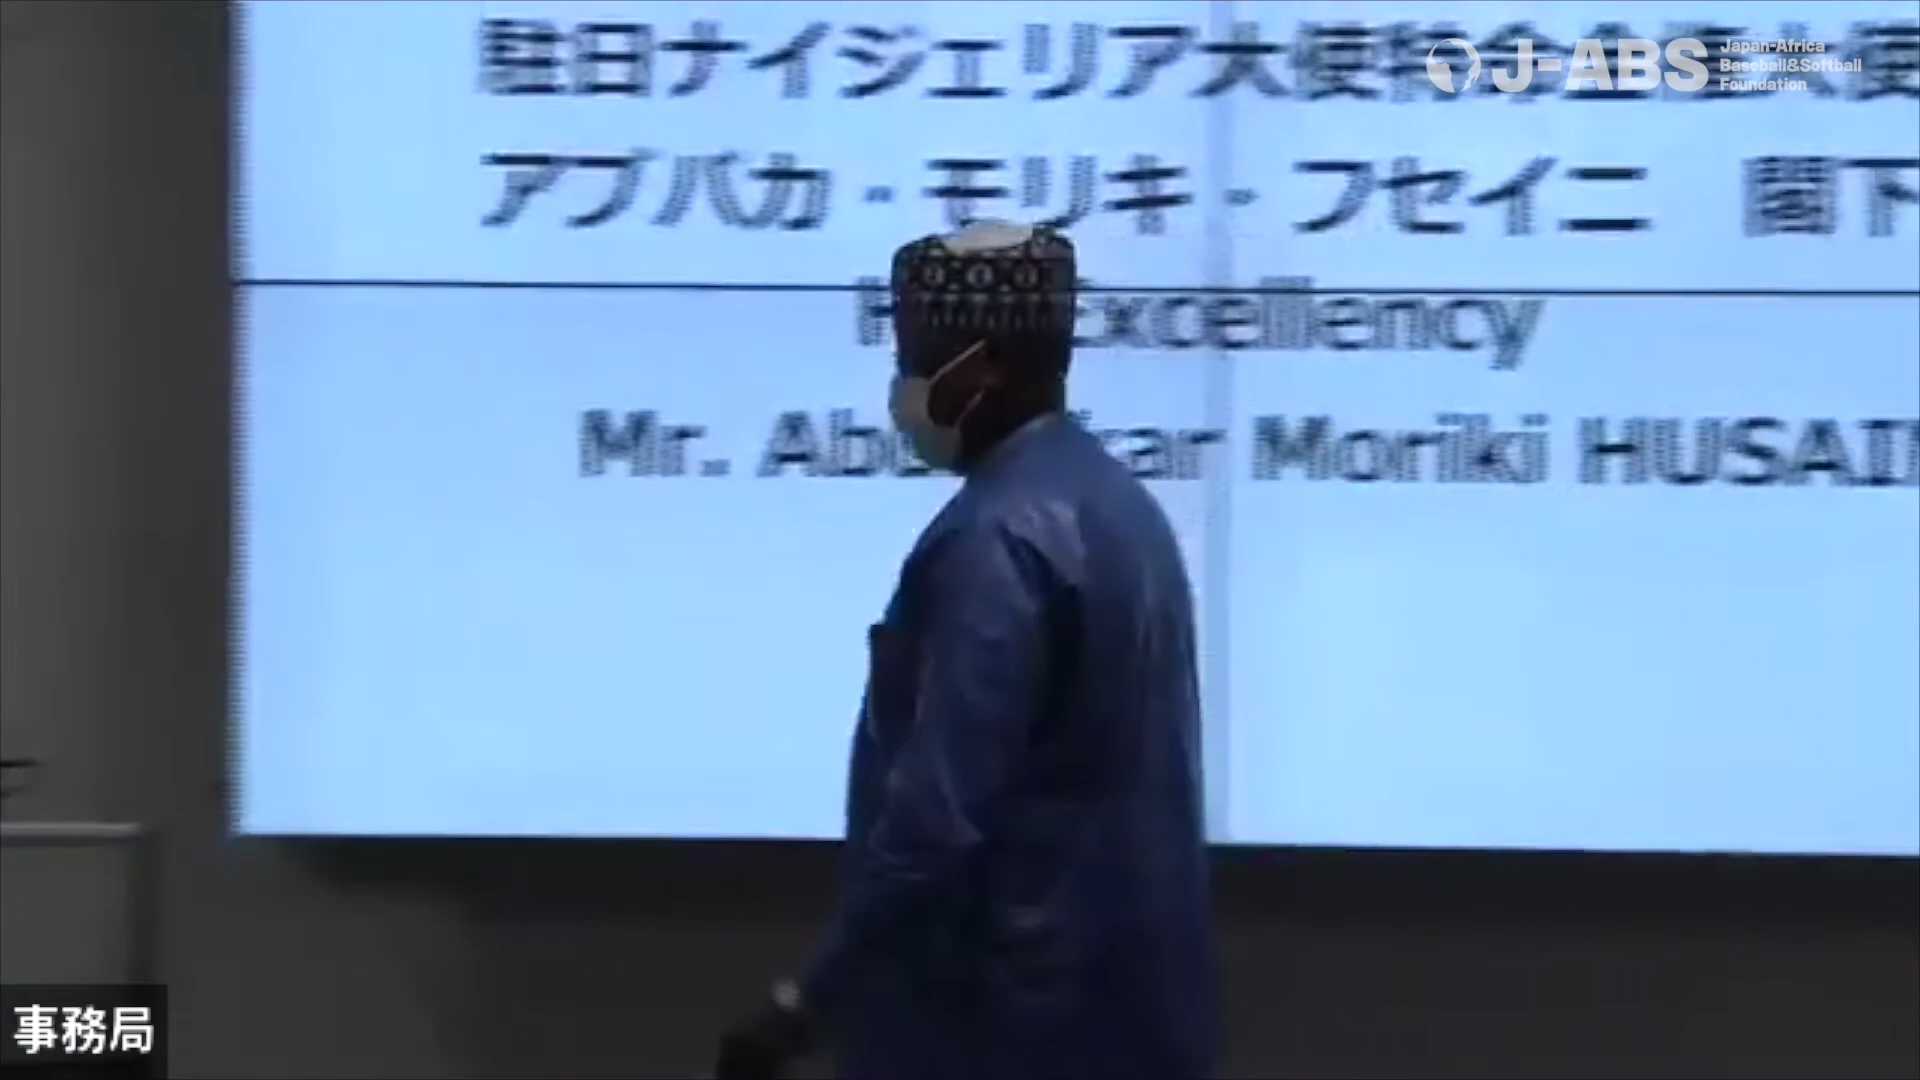 駐日ナイジェリア大使特命全権大使
J-ABS
Japan-Africa
Baseball&Softball
Foundation
アブバカ・モリキ・フセイニ 閣下
Excellency
Mr. Moriki
事務局